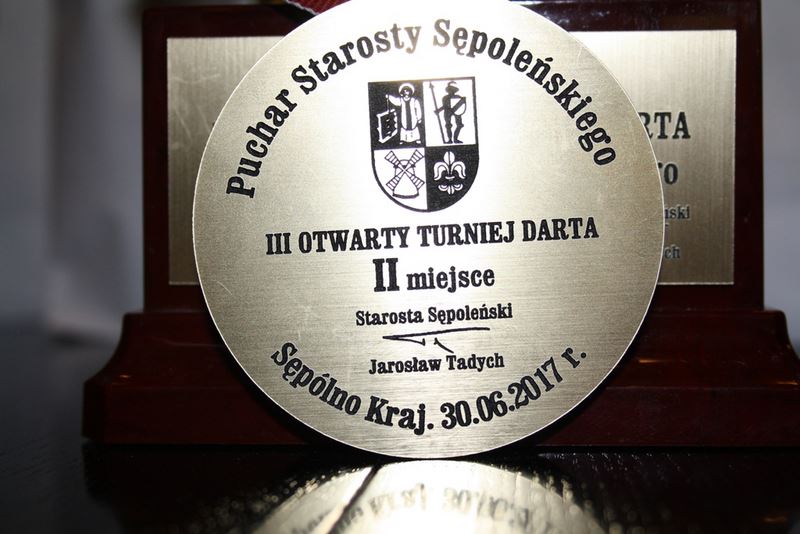 Puchar Starosty Sępoleńskiego
III OTWARTY TURNIEJ DARTA
II miejsce
Starosta Sępoleński
Jarosław Tadych
Sępólno Kraj. 30.06.2017 r.